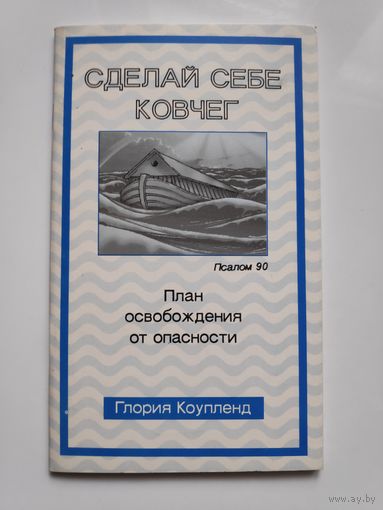 СДЕЛАЙ СЕБЕ
КОВЧЕГ
Псалом 90
План
освобождения
от опасности
Глория Коупленд
www.ay.by